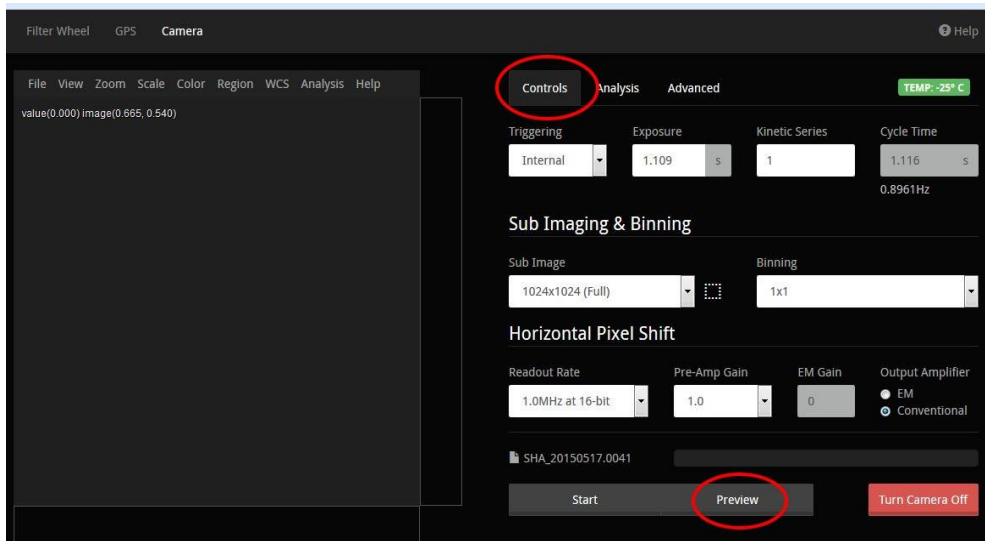 Filter Wheel GPS Camera Help
File View Zoom Scale Color Region WCS Analysis Help
value(0.000) image(0.665, 0.540)
Controls Analysis Advanced TEMP: -25° C
Triggering Exposure Kinetic Series Cycle Time
Internal 1.109 s 1 1.116 s
0.8961Hz
Sub Imaging & Binning
Sub Image Binning
1024x1024 (Full) 1x1
Horizontal Pixel Shift
Readout Rate Pre-Amp Gain EM Gain Output Amplifier
1.0MHz at 16-bit 1.0 0 EM
Conventional
SHA_20150517.0041
Start Preview Turn Camera Off